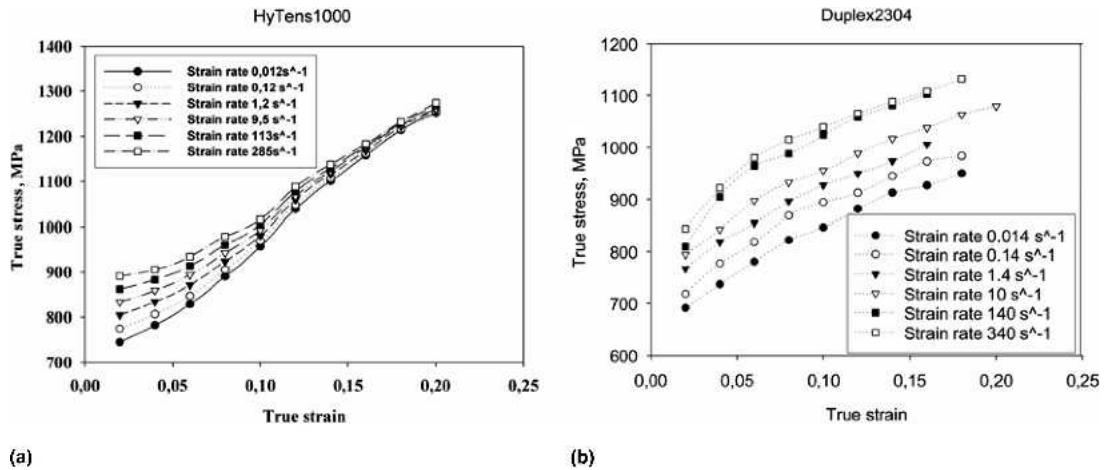 HyTens1000
1400
1300
1200
1100
1000
900
800
700
True stress, MPa
Strain rate 0,012s^-1
Strain rate 0,12 s^-1
Strain rate 1,2 s^-1
Strain rate 9,5 s^-1
Strain rate 113s^-1
Strain rate 285s^-1
0,00 0,05 0,10 0,15 0,20 0,25
True strain
(a)
Duplex2304
1200
1100
1000
900
800
700
600
True stress, MPa
Strain rate 0.014 s^-1
Strain rate 0.14 s^-1
Strain rate 1.4 s^-1
Strain rate 10 s^-1
Strain rate 140 s^-1
Strain rate 340 s^-1
0,00 0,05 0,10 0,15 0,20 0,25
True strain
(b)